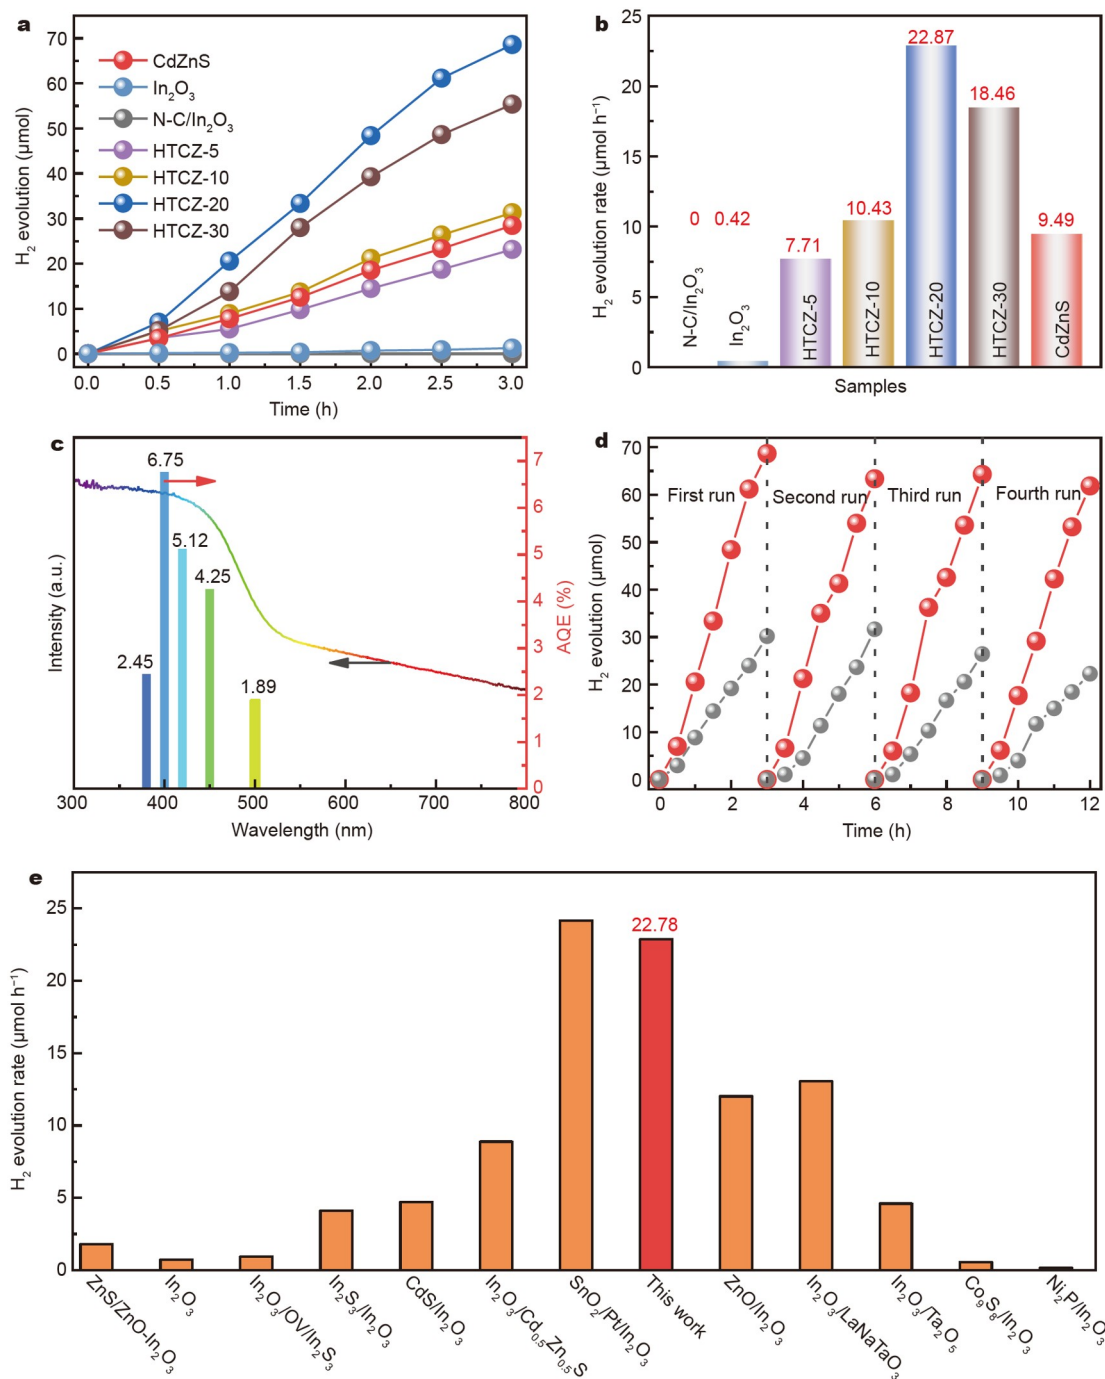 a
H₂ evolution (μmol)
70
60
50
40
30
20
10
0
CdZnS
In₂O₃
N-C/In₂O₃
HTCZ-5
HTCZ-10
HTCZ-20
HTCZ-30
0.0 0.5 1.0 1.5 2.0 2.5 3.0
Time (h)
b
H₂ evolution rate (μmol h⁻¹)
25
20
15
10
5
0
0
0.42
7.71
10.43
22.87
18.46
9.49
N-C/In₂O₃
In₂O₃
HTCZ-5
HTCZ-10
HTCZ-20
HTCZ-30
CdZnS
Samples
c
Intensity (a.u.)
2.45
6.75
5.12
4.25
1.89
7
6
5
4
3
2
1
0
AQE (%)
300 400 500 600 700 800
Wavelength (nm)
d
H₂ evolution (μmol)
70
60
50
40
30
20
10
0
First run
Second run
Third run
Fourth run
0 2 4 6 8 10 12
Time (h)
e
H₂ evolution rate (μmol h⁻¹)
25
20
15
10
5
0
22.78
ZnS/ZnO-In₂O₃
In₂O₃
In₂O₃/OV/In₂S₃
In₂S₃/In₂O₃
CdS/In₂O₃
In₂O₃/Cd₀.₅Zn₀.₅S
SnO₂/Pt/In₂O₃
This work
ZnO/In₂O₃
In₂O₃/LaNaTaO₃
In₂O₃/Ta₂O₅
Co₉S₈/In₂O₃
Ni₂P/In₂O₃